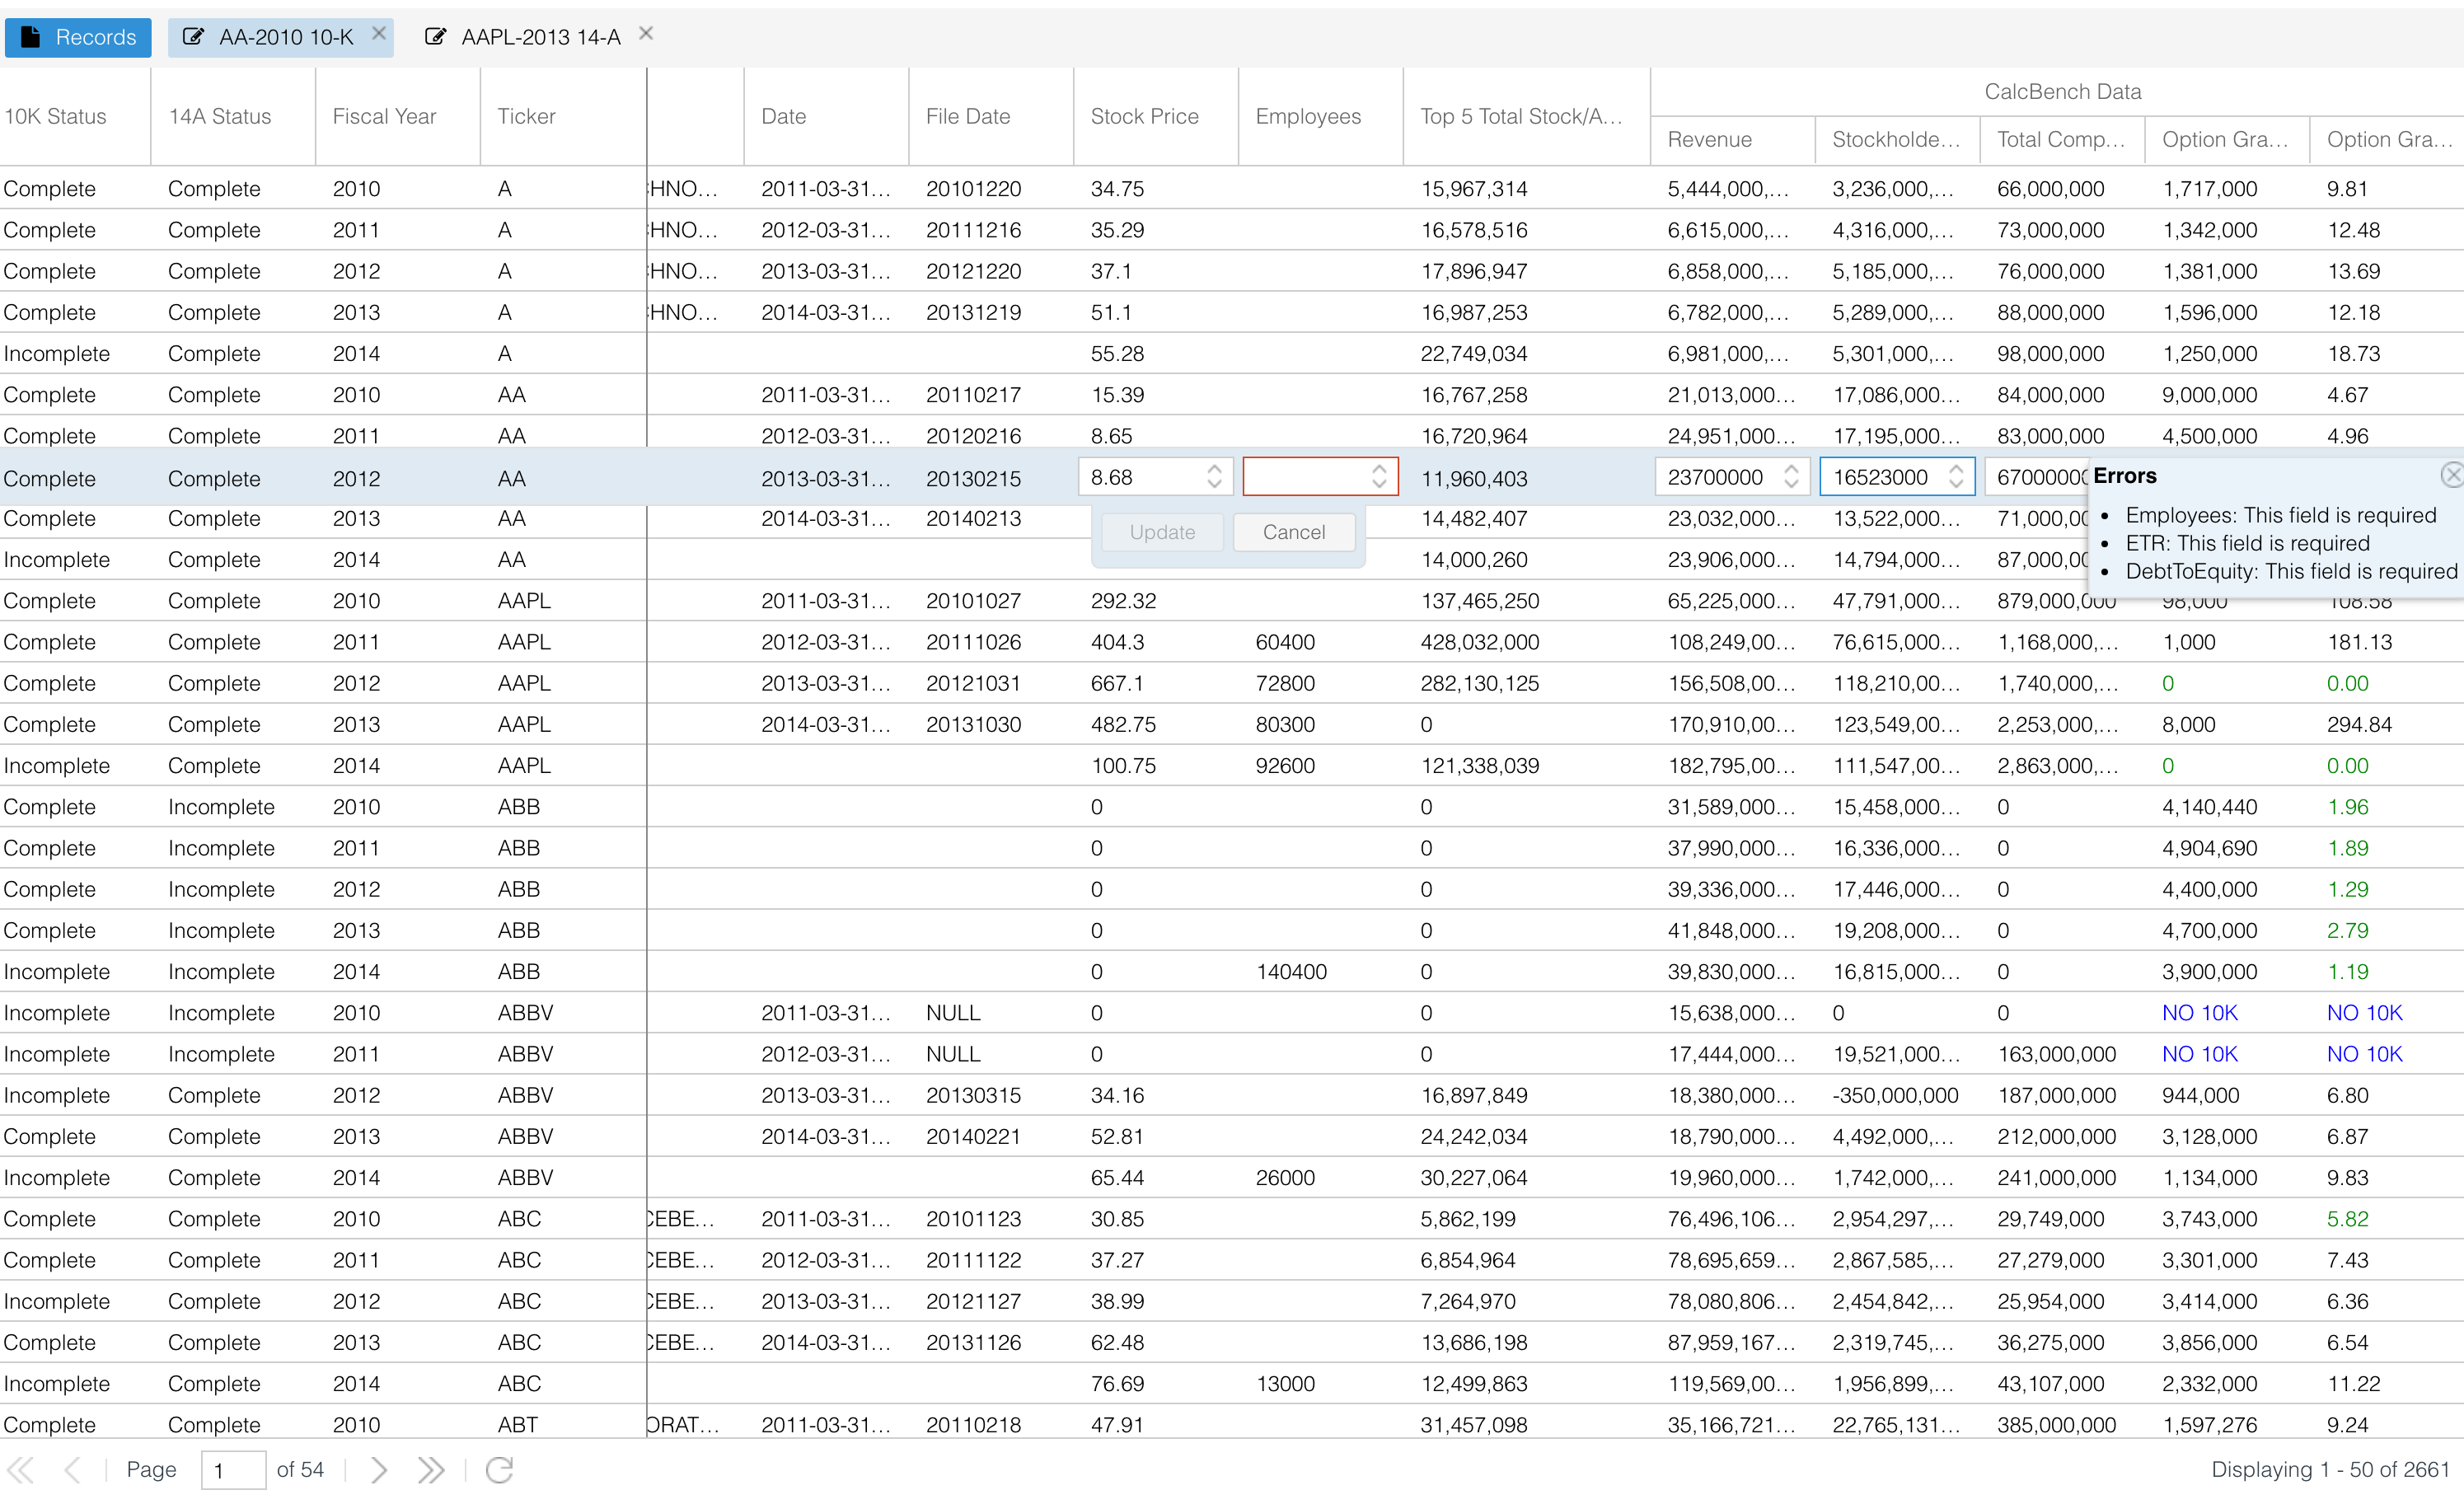 Records AA-2010 10-K AAPL-2013 14-A
CalcBench Data
10K Status 14A Status Fiscal Year Ticker Date File Date Stock Price Employees Top 5 Total Stock/A... Revenue Stockholde... Total Comp... Option Gra... Option Gra...
Complete Complete 2010 A HNO... 2011-03-31... 20101220 34.75 15,967,314 5,444,000,... 3,236,000,... 66,000,000 1,717,000 9.81
Complete Complete 2011 A HNO... 2012-03-31... 20111216 35.29 16,578,516 6,615,000,... 4,316,000,... 73,000,000 1,342,000 12.48
Complete Complete 2012 A HNO... 2013-03-31... 20121220 37.1 17,896,947 6,858,000,... 5,185,000,... 76,000,000 1,381,000 13.69
Complete Complete 2013 A HNO... 2014-03-31... 20131219 51.1 16,987,253 6,782,000,... 5,289,000,... 88,000,000 1,596,000 12.18
Incomplete Complete 2014 A 55.28 22,749,034 6,981,000,... 5,301,000,... 98,000,000 1,250,000 18.73
Complete Complete 2010 AA 2011-03-31... 20110217 15.39 16,767,258 21,013,000... 17,086,000... 84,000,000 9,000,000 4.67
Complete Complete 2011 AA 2012-03-31... 20120216 8.65 16,720,964 24,951,000... 17,195,000... 83,000,000 4,500,000 4.96
Complete Complete 2012 AA 2013-03-31... 20130215 8.68 11,960,403 23700000 16523000 6700000
Errors
Employees: This field is required
ETR: This field is required
DebtToEquity: This field is required
Complete Complete 2013 AA 2014-03-31... 20140213 14,482,407 23,032,000... 13,522,000... 71,000,0
Update Cancel
Incomplete Complete 2014 AA 14,000,260 23,906,000... 14,794,000... 87,000,0
Complete Complete 2010 AAPL 2011-03-31... 20101027 292.32 137,465,250 65,225,000... 47,791,000... 879,000,000 98,000 108.58
Complete Complete 2011 AAPL 2012-03-31... 20111026 404.3 60400 428,032,000 108,249,00... 76,615,000... 1,168,000,... 1,000 181.13
Complete Complete 2012 AAPL 2013-03-31... 20121031 667.1 72800 282,130,125 156,508,00... 118,210,00... 1,740,000,... 0 0.00
Complete Complete 2013 AAPL 2014-03-31... 20131030 482.75 80300 0 170,910,00... 123,549,00... 2,253,000,... 8,000 294.84
Incomplete Complete 2014 AAPL 100.75 92600 121,338,039 182,795,00... 111,547,00... 2,863,000,... 0 0.00
Complete Incomplete 2010 ABB 0 0 31,589,000... 15,458,000... 0 4,140,440 1.96
Complete Incomplete 2011 ABB 0 0 37,990,000... 16,336,000... 0 4,904,690 1.89
Complete Incomplete 2012 ABB 0 0 39,336,000... 17,446,000... 0 4,400,000 1.29
Complete Incomplete 2013 ABB 0 0 41,848,000... 19,208,000... 0 4,700,000 2.79
Incomplete Incomplete 2014 ABB 0 140400 0 39,830,000... 16,815,000... 0 3,900,000 1.19
Incomplete Incomplete 2010 ABBV 2011-03-31... NULL 0 0 15,638,000... 0 0 NO 10K NO 10K
Incomplete Incomplete 2011 ABBV 2012-03-31... NULL 0 0 17,444,000... 19,521,000... 163,000,000 NO 10K NO 10K
Incomplete Complete 2012 ABBV 2013-03-31... 20130315 34.16 16,897,849 18,380,000... -350,000,000 187,000,000 944,000 6.80
Complete Complete 2013 ABBV 2014-03-31... 20140221 52.81 24,242,034 18,790,000... 4,492,000,... 212,000,000 3,128,000 6.87
Incomplete Complete 2014 ABBV 65.44 26000 30,227,064 19,960,000... 1,742,000,... 241,000,000 1,134,000 9.83
Complete Complete 2010 ABC CEBE... 2011-03-31... 20101123 30.85 5,862,199 76,496,106... 2,954,297,... 29,749,000 3,743,000 5.82
Complete Complete 2011 ABC CEBE... 2012-03-31... 20111122 37.27 6,854,964 78,695,659... 2,867,585,... 27,279,000 3,301,000 7.43
Incomplete Complete 2012 ABC CEBE... 2013-03-31... 20121127 38.99 7,264,970 78,080,806... 2,454,842,... 25,954,000 3,414,000 6.36
Complete Complete 2013 ABC CEBE... 2014-03-31... 20131126 62.48 13,686,198 87,959,167... 2,319,745,... 36,275,000 3,856,000 6.54
Incomplete Complete 2014 ABC 76.69 13000 12,499,863 119,569,00... 1,956,899,... 43,107,000 2,332,000 11.22
Complete Complete 2010 ABT ORAT... 2011-03-31... 20110218 47.91 31,457,098 35,166,721... 22,765,131... 385,000,000 1,597,276 9.24
Page 1 of 54 Displaying 1 - 50 of 2661